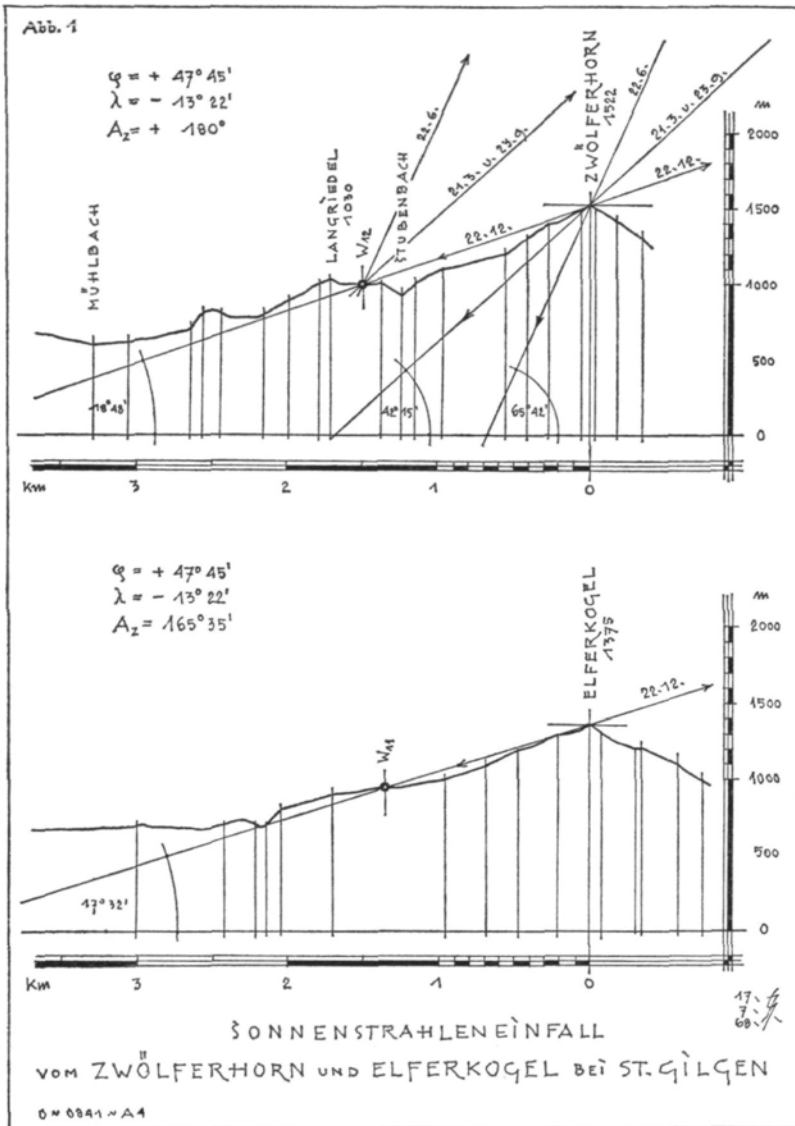 Abb. 1
φ = + 47° 45'
λ = - 13° 22'
Az = + 180°
MÜHLBACH
LANGRIEDEL
1030
W12
STUBENBACH
ZWÖLFERHORN
1522
22.6.
21.3. u. 23.9.
22.12.
22.6.
21.3. u. 23.9.
22.12.
18° 48'
42° 15'
65° 42'
m
2000
1500
1000
500
0
Km 3 2 1 0
φ = + 47° 45'
λ = - 13° 22'
Az = 165° 35'
W11
ELFERKOGEL
1375
22.12.
17° 32'
m
2000
1500
1000
500
0
Km 3 2 1 0
17.
7.
68.
SONNENSTRAHLENEINFALL
VOM ZWÖLFERHORN UND ELFERKOGEL BEI ST. GILGEN